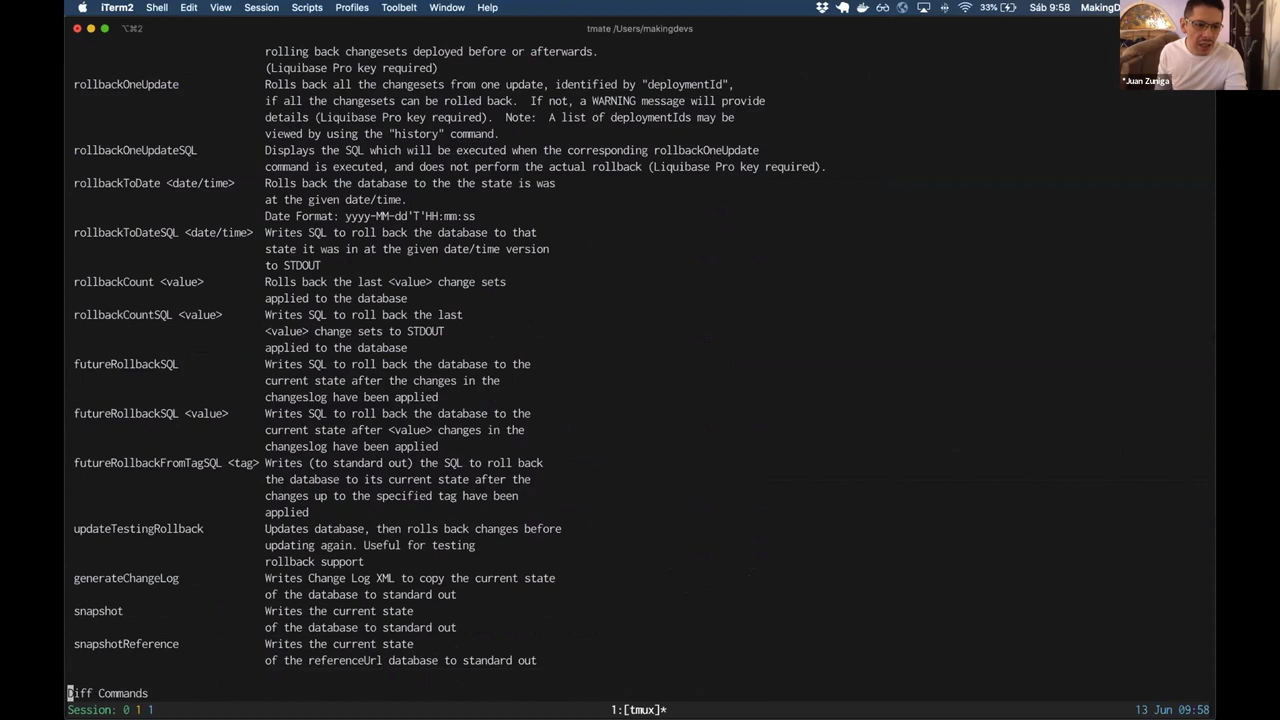 iTerm2 Shell Edit View Session Scripts Profiles Toolbelt Window Help 33% Sáb 9:58 MakingD
⌥⌘2 tmate /Users/makingdevs
*Juan Zuniga
rolling back changesets deployed before or afterwards.
(Liquibase Pro key required)
rollbackOneUpdate Rolls back all the changesets from one update, identified by "deploymentId",
if all the changesets can be rolled back. If not, a WARNING message will provide
details (Liquibase Pro key required). Note: A list of deploymentIds may be
viewed by using the "history" command.
rollbackOneUpdateSQL Displays the SQL which will be executed when the corresponding rollbackOneUpdate
command is executed, and does not perform the actual rollback (Liquibase Pro key required).
rollbackToDate <date/time> Rolls back the database to the the state is was
at the given date/time.
Date Format: yyyy-MM-dd'T'HH:mm:ss
rollbackToDateSQL <date/time> Writes SQL to roll back the database to that
state it was in at the given date/time version
to STDOUT
rollbackCount <value> Rolls back the last <value> change sets
applied to the database
rollbackCountSQL <value> Writes SQL to roll back the last
<value> change sets to STDOUT
applied to the database
futureRollbackSQL Writes SQL to roll back the database to the
current state after the changes in the
changeslog have been applied
futureRollbackSQL <value> Writes SQL to roll back the database to the
current state after <value> changes in the
changeslog have been applied
futureRollbackFromTagSQL <tag> Writes (to standard out) the SQL to roll back
the database to its current state after the
changes up to the specified tag have been
applied
updateTestingRollback Updates database, then rolls back changes before
updating again. Useful for testing
rollback support
generateChangeLog Writes Change Log XML to copy the current state
of the database to standard out
snapshot Writes the current state
of the database to standard out
snapshotReference Writes the current state
of the referenceUrl database to standard out
Diff Commands
Session: 0 1 1 1:[tmux]* 13 Jun 09:58